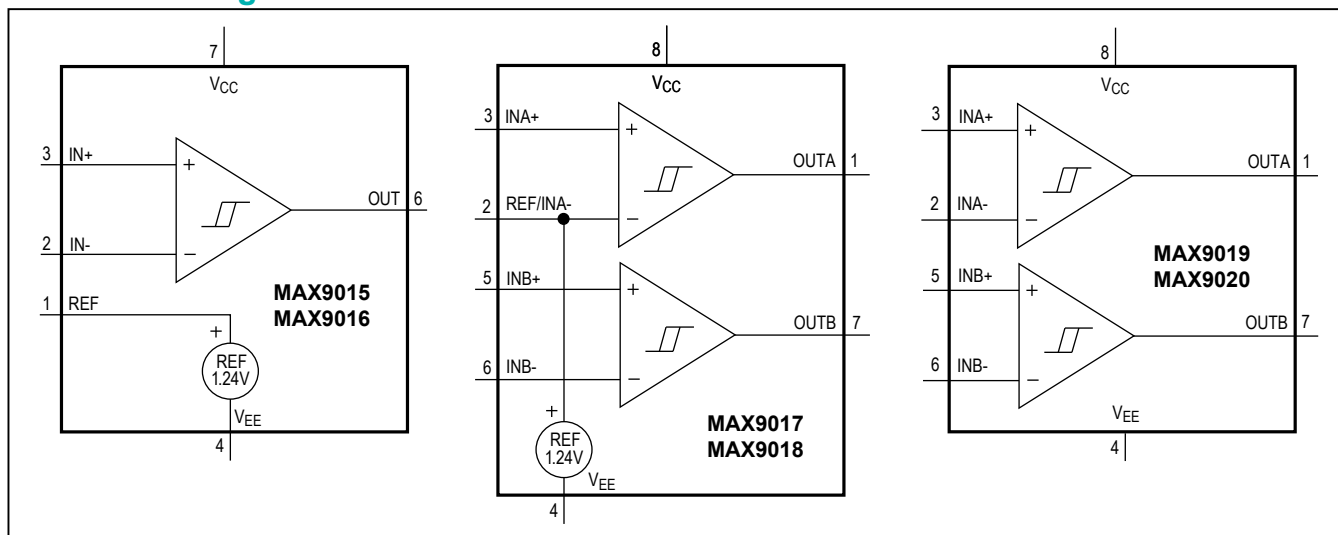 g
7
VCC
3 IN+
+
OUT 6
2 IN-
−
MAX9015
MAX9016
1 REF
+
REF
1.24V
VEE
4
8
VCC
3 INA+
+
OUTA 1
2 REF/INA-
−
5 INB+
+
OUTB 7
6 INB-
−
+
REF
1.24V
MAX9017
MAX9018
VEE
4
8
VCC
3 INA+
+
OUTA 1
2 INA-
−
MAX9019
MAX9020
5 INB+
+
OUTB 7
6 INB-
−
VEE
4